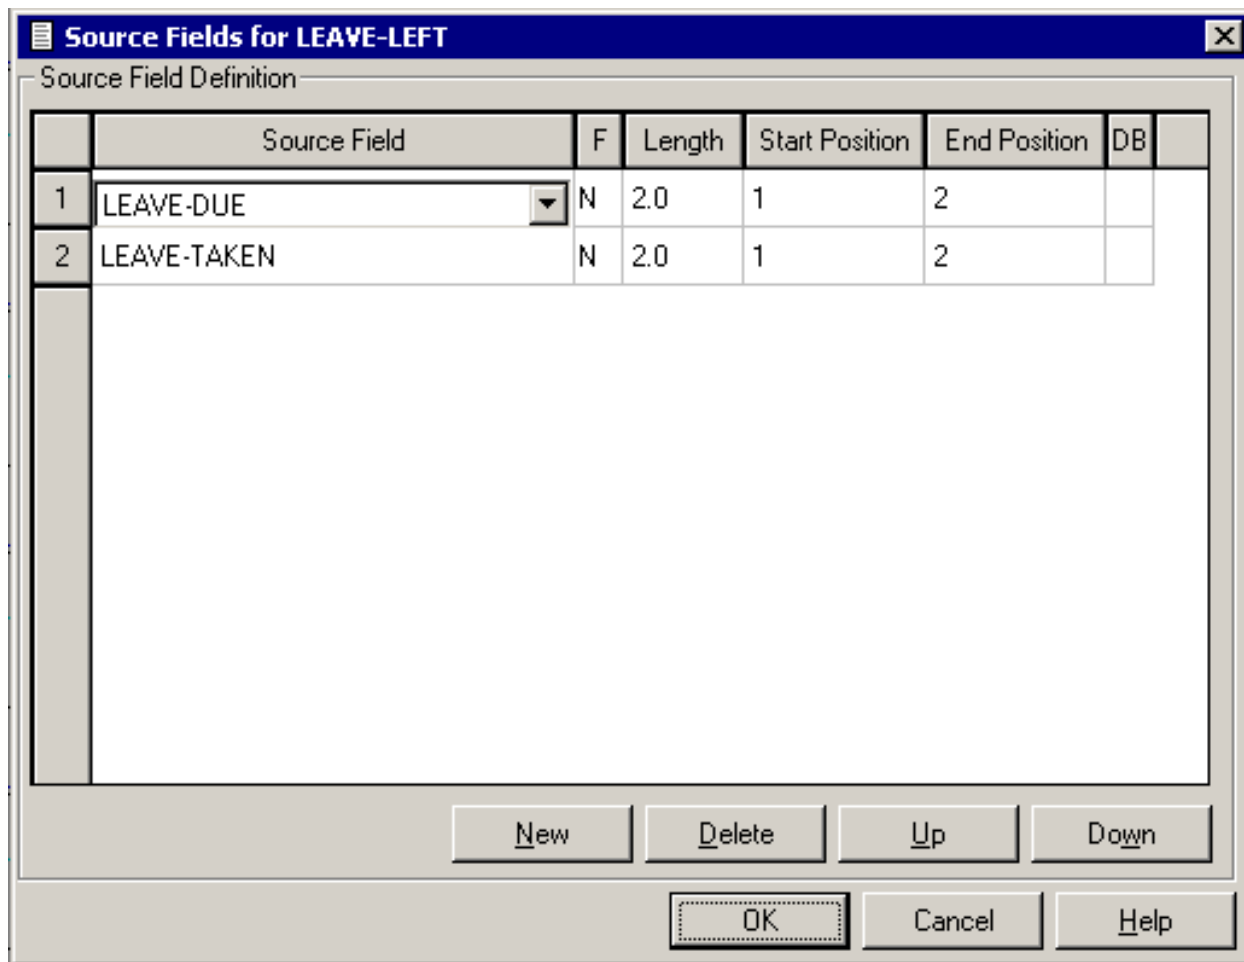 Source Fields for LEAVE-LEFT
Source Field Definition
Source Field F Length Start Position End Position DB
1 LEAVE-DUE N 2.0 1 2
2 LEAVE-TAKEN N 2.0 1 2
New Delete Up Down
OK Cancel Help